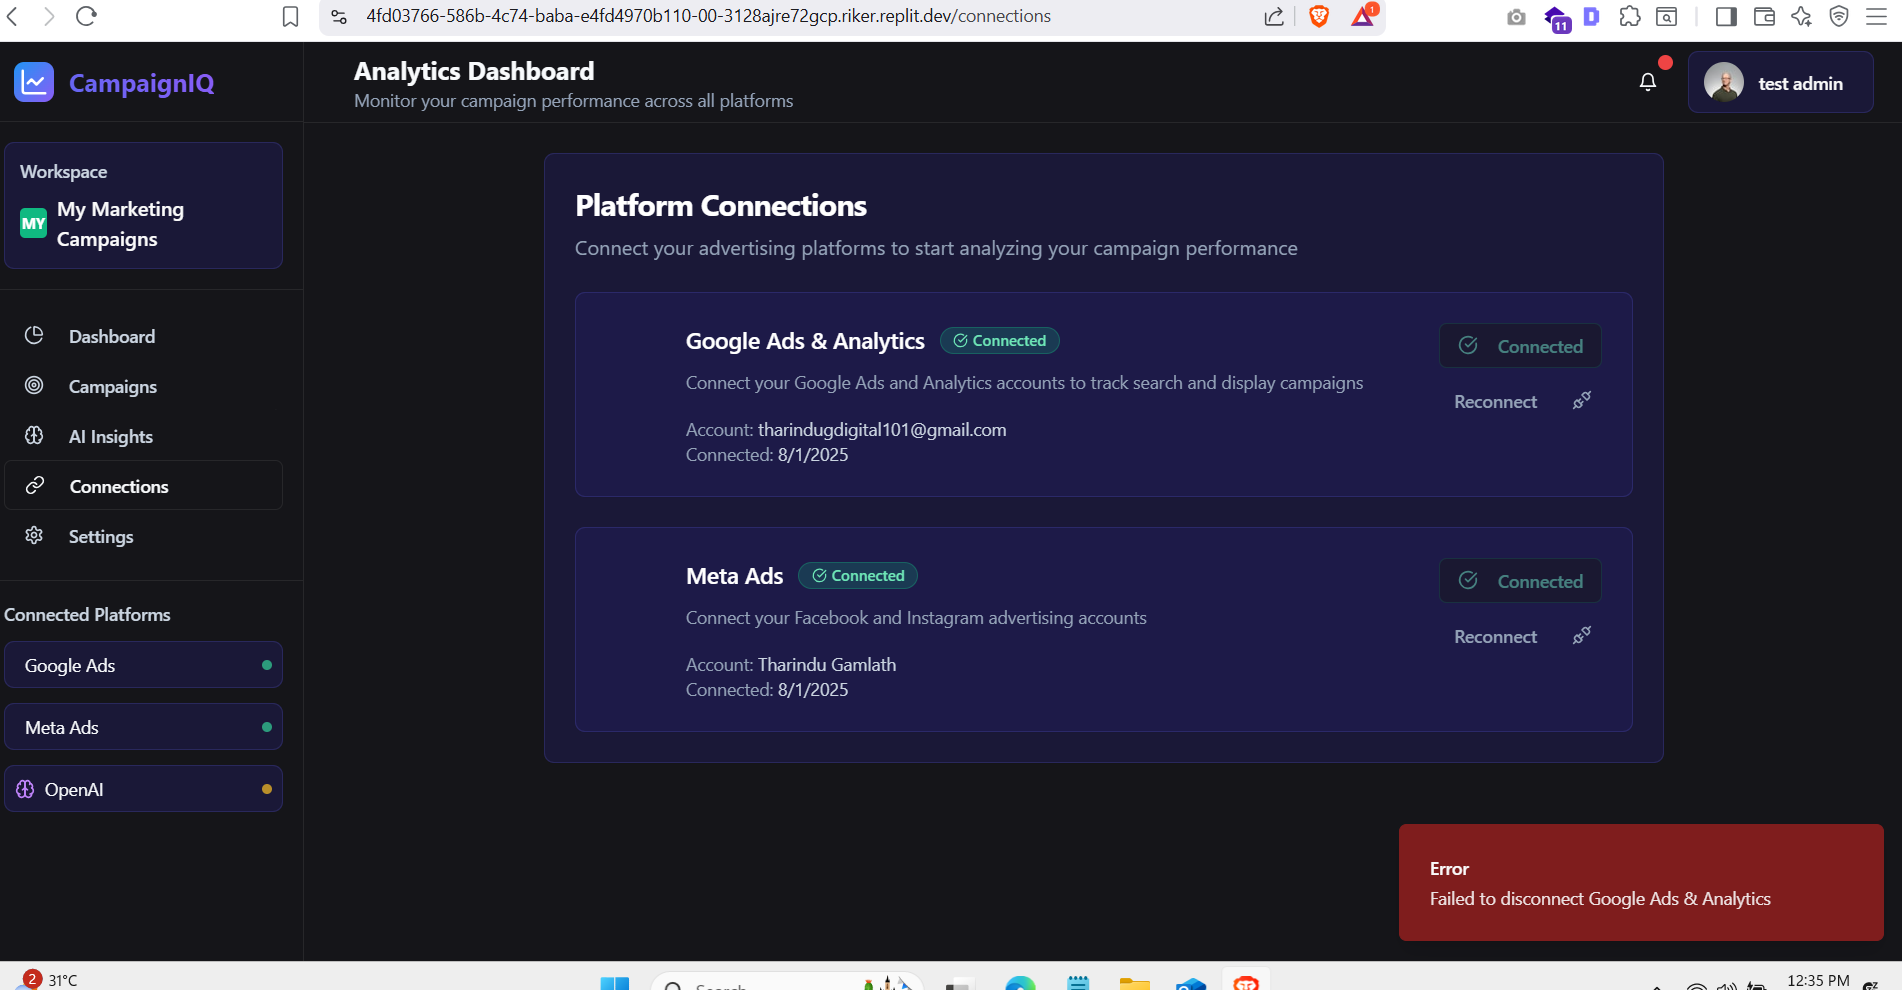 4fd03766-586b-4c74-baba-e4fd4970b110-00-3128ajre72gcp.riker.replit.dev/connections
1
11
CampaignIQ
Analytics Dashboard
Monitor your campaign performance across all platforms
test admin
Workspace
MY
My Marketing
Campaigns
Dashboard
Campaigns
AI Insights
Connections
Settings
Connected Platforms
Google Ads
Meta Ads
OpenAI
Platform Connections
Connect your advertising platforms to start analyzing your campaign performance
Google Ads & Analytics
Connected
Connect your Google Ads and Analytics accounts to track search and display campaigns
Account: tharindugdigital101@gmail.com
Connected: 8/1/2025
Connected
Reconnect
Meta Ads
Connected
Connect your Facebook and Instagram advertising accounts
Account: Tharindu Gamlath
Connected: 8/1/2025
Connected
Reconnect
Error
Failed to disconnect Google Ads & Analytics
2
31°C
Search
12:35 PM